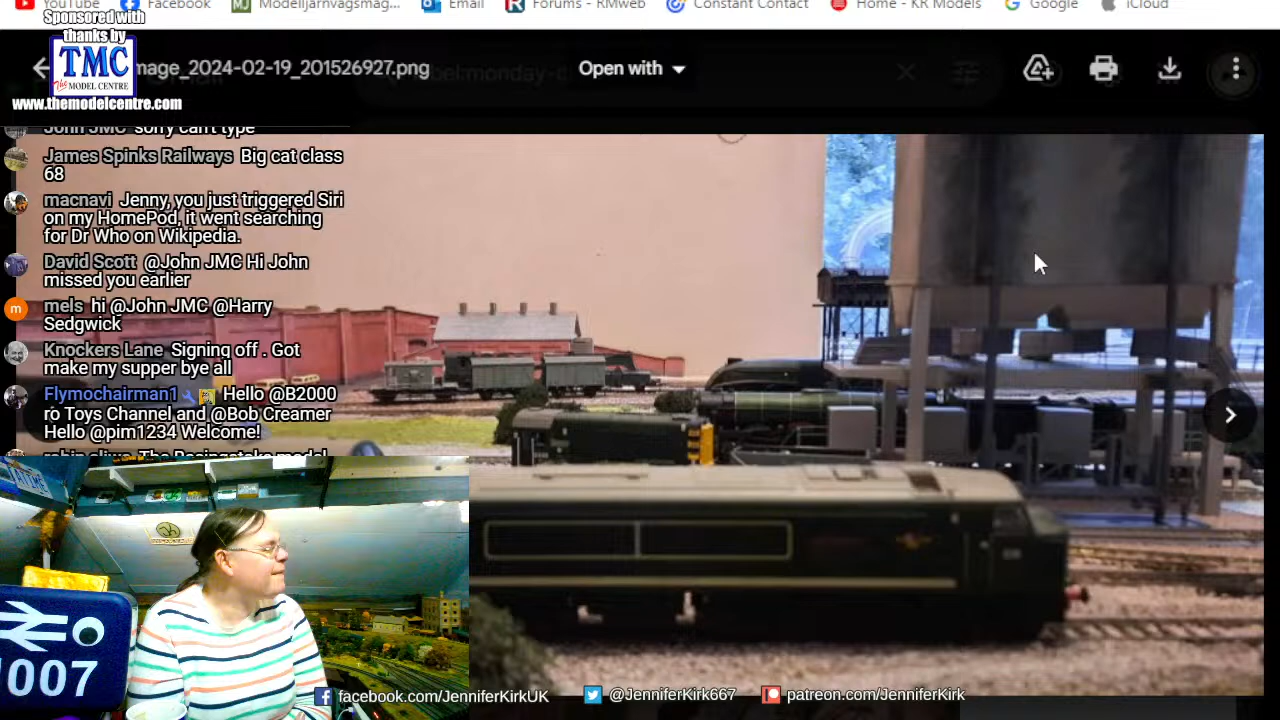 YouTube
Facebook
Modelljärnvägsmag...
Email
Forums - RMweb
Constant Contact
Home - KR Models
Google
iCloud
Sponsored with
thanks by
TMC
The MODEL CENTRE
www.themodelcentre.com
mage_2024-02-19_201526927.png
Open with
John JMC sorry can't type
James Spinks Railways Big cat class
68
macnavi Jenny, you just triggered Siri
on my HomePod, it went searching
for Dr Who on Wikipedia.
David Scott @John JMC Hi John
missed you earlier
m
mels hi @John JMC @Harry
Sedgwick
Knockers Lane Signing off . Got
make my supper bye all
Flymochairman1 Hello @B2000
ro Toys Channel and @Bob Creamer
Hello @pim1234 Welcome!
007
facebook.com/JenniferKirkUK
@JenniferKirk667
patreon.com/JenniferKirk